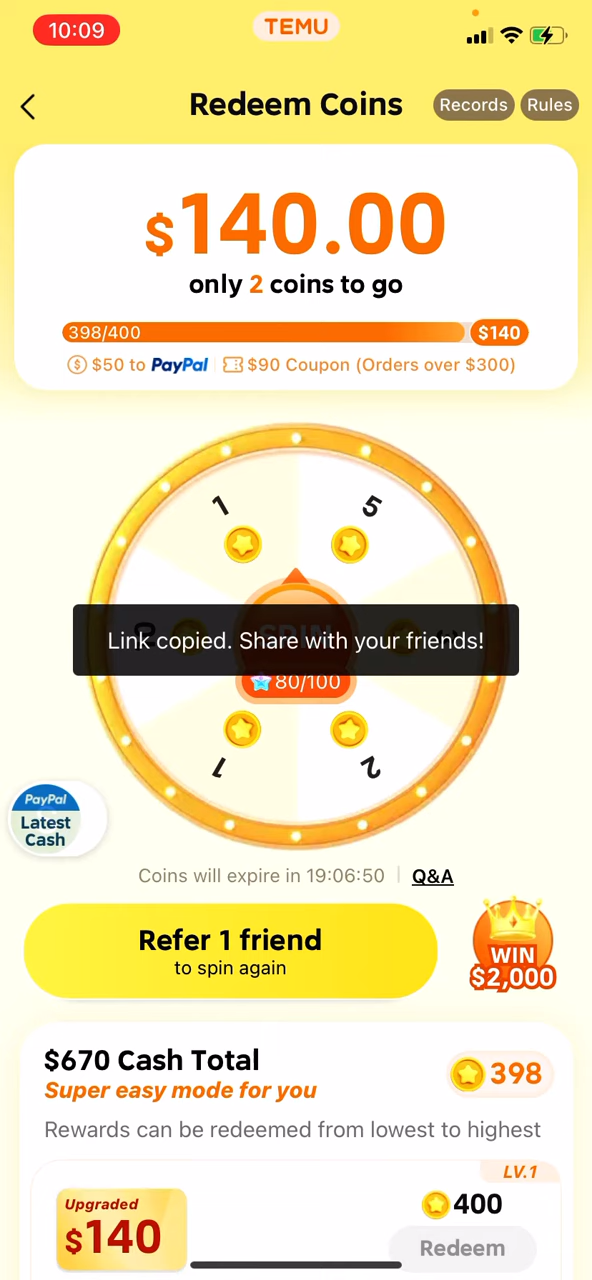 10:09
TEMU
Redeem Coins
Records
Rules
$140.00
only 2 coins to go
398/400
$140
$50 to PayPal
$90 Coupon (Orders over $300)
1
5
Link copied. Share with your friends!
80/100
1
2
PayPal
Latest
Cash
Coins will expire in 19:06:50
Q&A
Refer 1 friend
to spin again
WIN
$2,000
$670 Cash Total
398
Super easy mode for you
Rewards can be redeemed from lowest to highest
LV.1
Upgraded
$140
400
Redeem